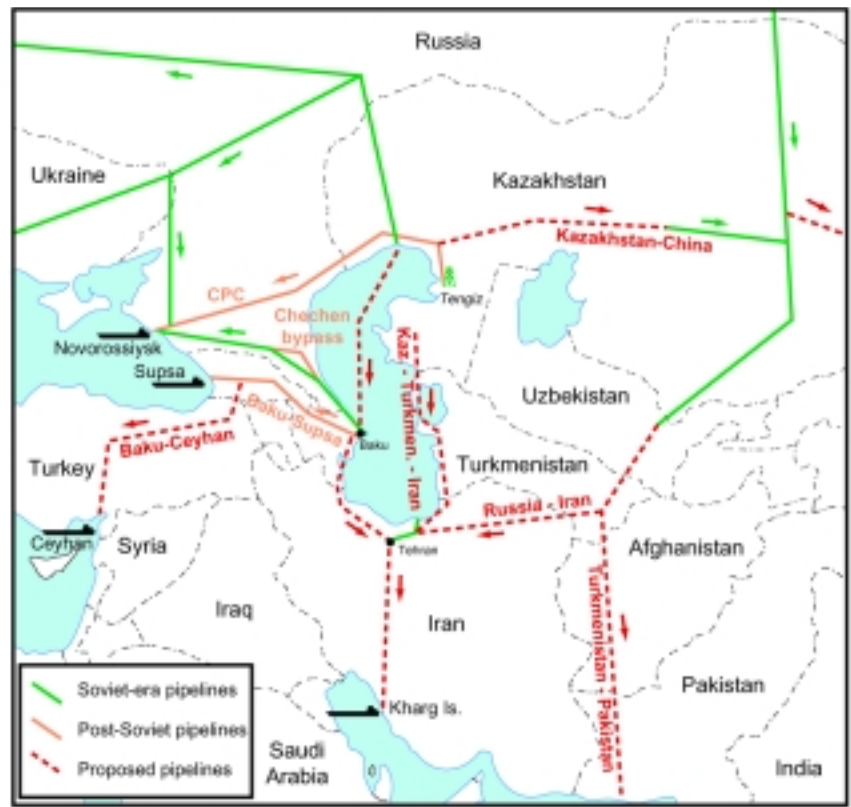 Russia
Ukraine
Kazakhstan
Kazakhstan-China
Tengiz
CPC
Chechen
bypass
Novorossiysk
Supsa
Kaz. - Turkmen. - Iran
Uzbekistan
Baku-Supsa
Baku
Baku-Ceyhan
Turkey
Turkmenistan
Russia - Iran
Ceyhan
Syria
Tehran
Afghanistan
Turkmenistan - Pakistan
Iraq
Iran
Pakistan
Kharg Is.
Saudi
Arabia
India
Soviet-era pipelines
Post-Soviet pipelines
Proposed pipelines